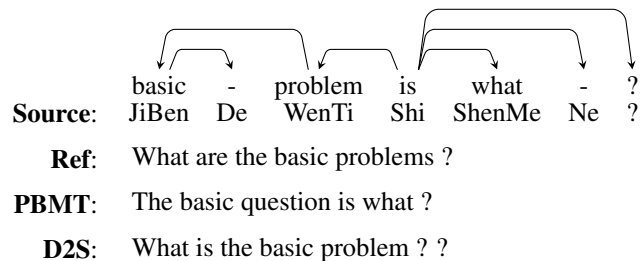 basic - problem is what - ?
Source: JiBen De WenTi Shi ShenMe Ne ?
Ref: What are the basic problems ?
PBMT: The basic question is what ?
D2S: What is the basic problem ? ?